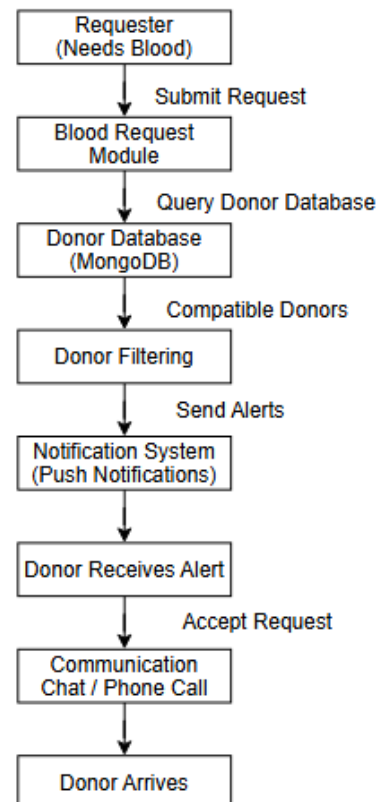 Requester
(Needs Blood)
Submit Request
Blood Request
Module
Query Donor Database
Donor Database
(MongoDB)
Compatible Donors
Donor Filtering
Send Alerts
Notification System
(Push Notifications)
Donor Receives Alert
Accept Request
Communication
Chat / Phone Call
Donor Arrives